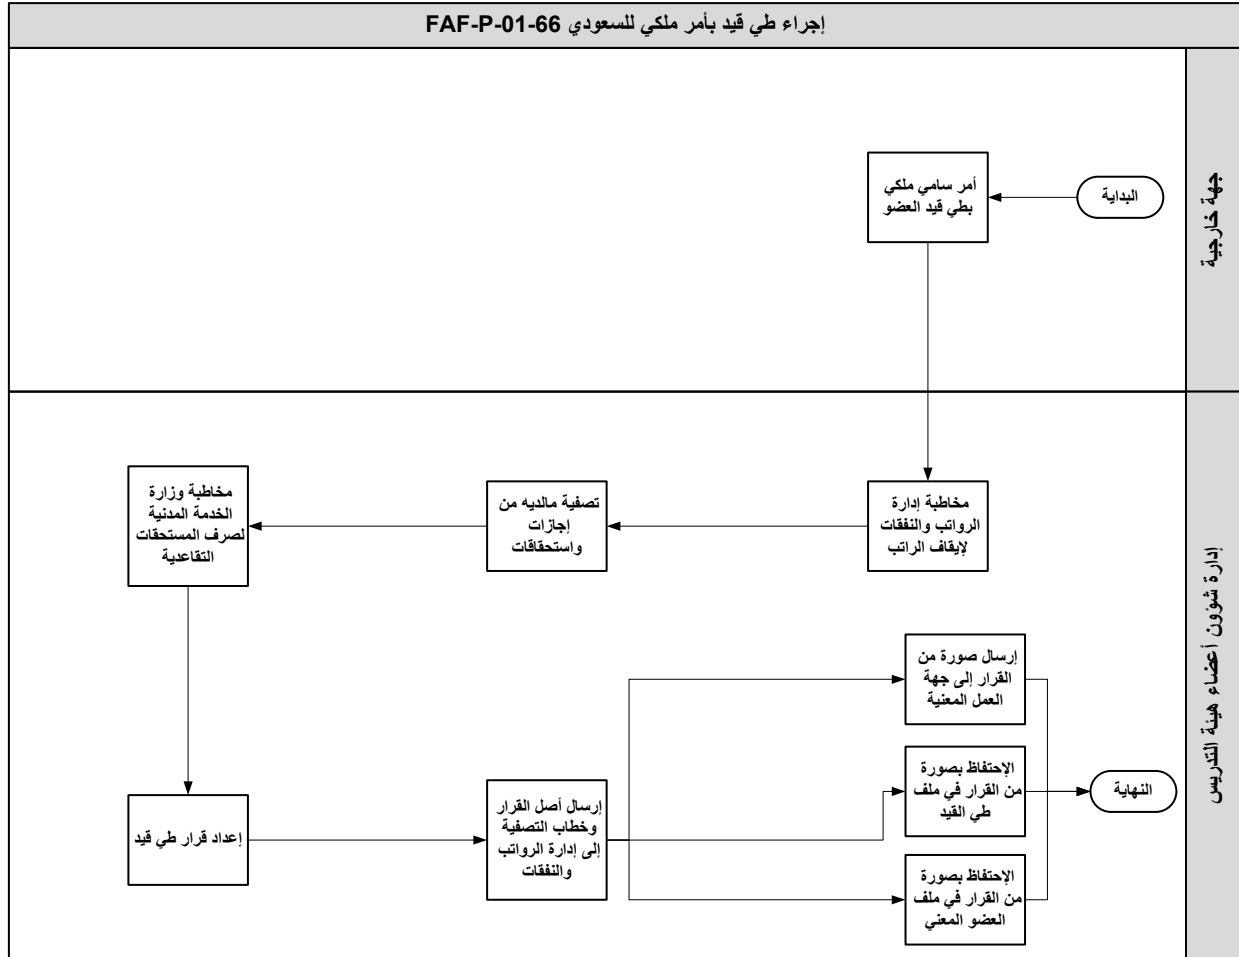 إجراء طي قيد بأمر ملكي للسعودي FAF-P-01-66
جهة خارجية
البداية
أمر سامي ملكي
بطي قيد العضو
إدارة شؤون أعضاء هيئة التدريس
مخاطبة إدارة
الرواتب والنفقات
لإيقاف الراتب
تصفية مالديه من
إجازات
واستحقاقات
مخاطبة وزارة
الخدمة المدنية
لصرف المستحقات
التقاعدية
إعداد قرار طي قيد
إرسال أصل القرار
وخطاب التصفية
إلى إدارة الرواتب
والنفقات
إرسال صورة من
القرار إلى جهة
العمل المعنية
الإحتفاظ بصورة
من القرار في ملف
طي القيد
الإحتفاظ بصورة
من القرار في ملف
العضو المعني
النهاية